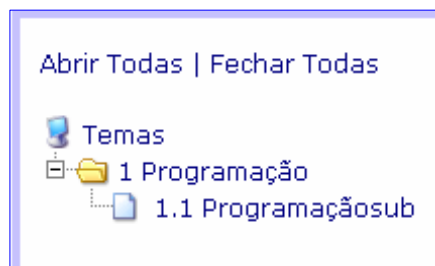 Abrir Todas | Fechar Todas
Temas
1 Programação
1.1 Programaçãosub